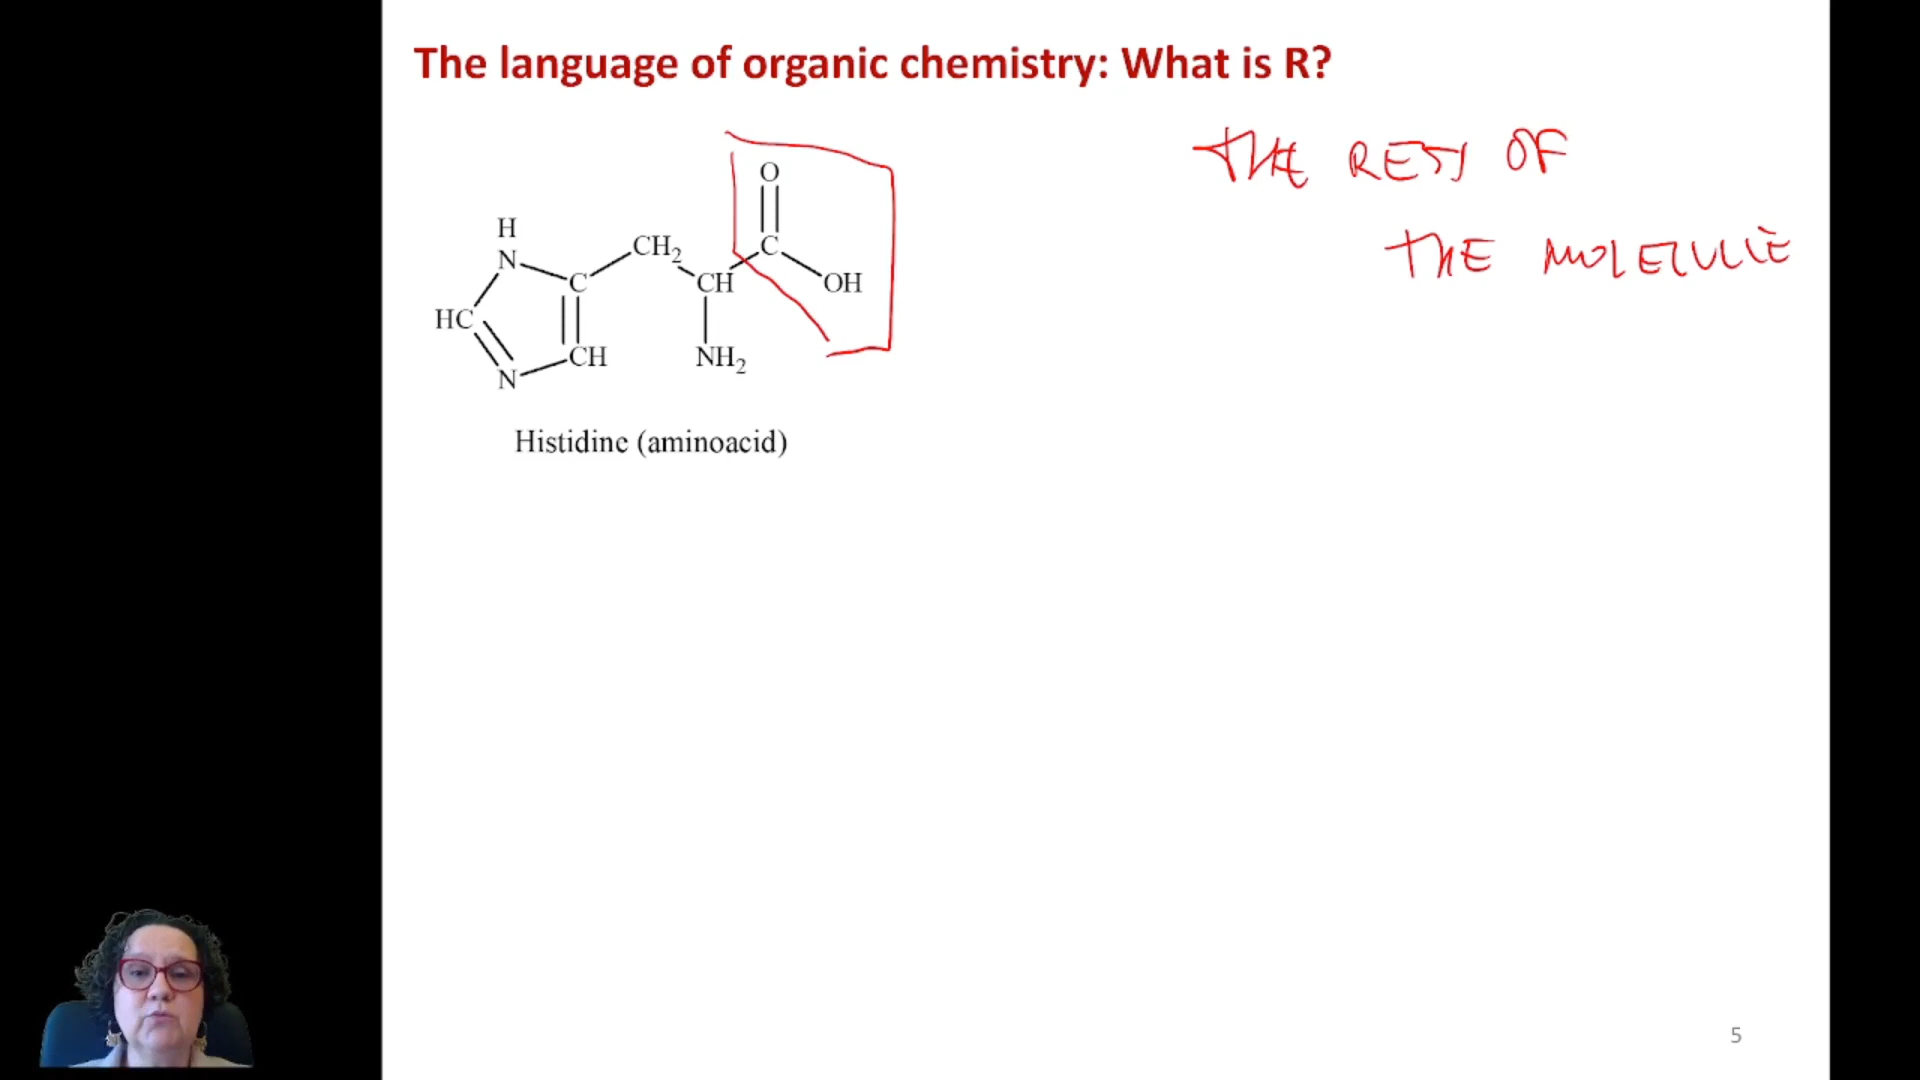 The language of organic chemistry: What is R?
THE REST OF
THE MOLECULE
O
H
N
CH₂
C
C
CH
OH
HC
CH
NH₂
N
Histidine (aminoacid)
5